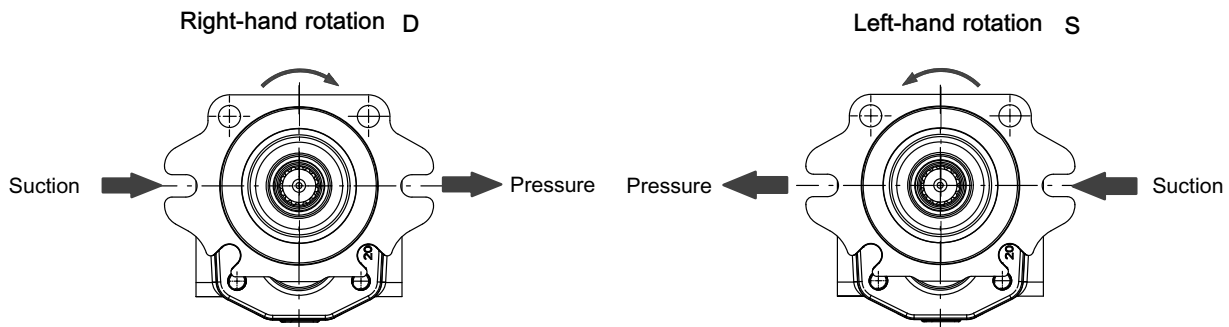 Right-hand rotation D
Left-hand rotation S
Suction
Pressure
Pressure
Suction
20
20